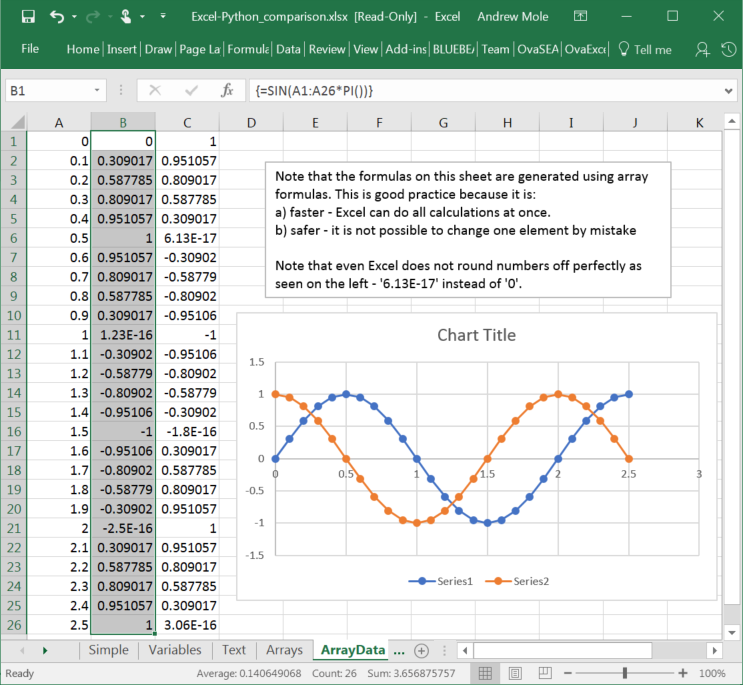 Excel-Python_comparison.xlsx [Read-Only] - Excel Andrew Mole
File Home Insert Draw Page La Formula Data Review View Add-ins BLUEBE OvaSEA OvaExce Team Tell me
B1 fx {=SIN(A1:A26*PI())}
A B C D E F G H I J K
1 0 0 1
2 0.1 0.309017 0.951057
3 0.2 0.587785 0.809017
4 0.3 0.809017 0.587785
5 0.4 0.951057 0.309017
6 0.5 1 6.13E-17
7 0.6 0.951057 -0.30902
8 0.7 0.809017 -0.58779
9 0.8 0.587785 -0.80902
10 0.9 0.309017 -0.95106
11 1 1.23E-16 -1
12 1.1 -0.30902 -0.95106
13 1.2 -0.58779 -0.80902
14 1.3 -0.80902 -0.58779
15 1.4 -0.95106 -0.30902
16 1.5 -1 -1.8E-16
17 1.6 -0.95106 0.309017
18 1.7 -0.80902 0.587785
19 1.8 -0.58779 0.809017
20 1.9 -0.30902 0.951057
21 2 -2.5E-16 1
22 2.1 0.309017 0.951057
23 2.2 0.587785 0.809017
24 2.3 0.809017 0.587785
25 2.4 0.951057 0.309017
26 2.5 1 3.06E-16
Note that the formulas on this sheet are generated using array
formulas. This is good practice because it is:
a) faster - Excel can do all calculations at once.
b) safer - it is not possible to change one element by mistake
Note that even Excel does not round numbers off perfectly as
seen on the left - '6.13E-17' instead of '0'.
Chart Title
1.5
1
0.5
0
-0.5
-1
-1.5
0 0.5 1 1.5 2 2.5 3
Series1 Series2
Simple Variables Text Arrays ArrayData ...
Ready Average: 0.140649068 Count: 26 Sum: 3.656875757 100%